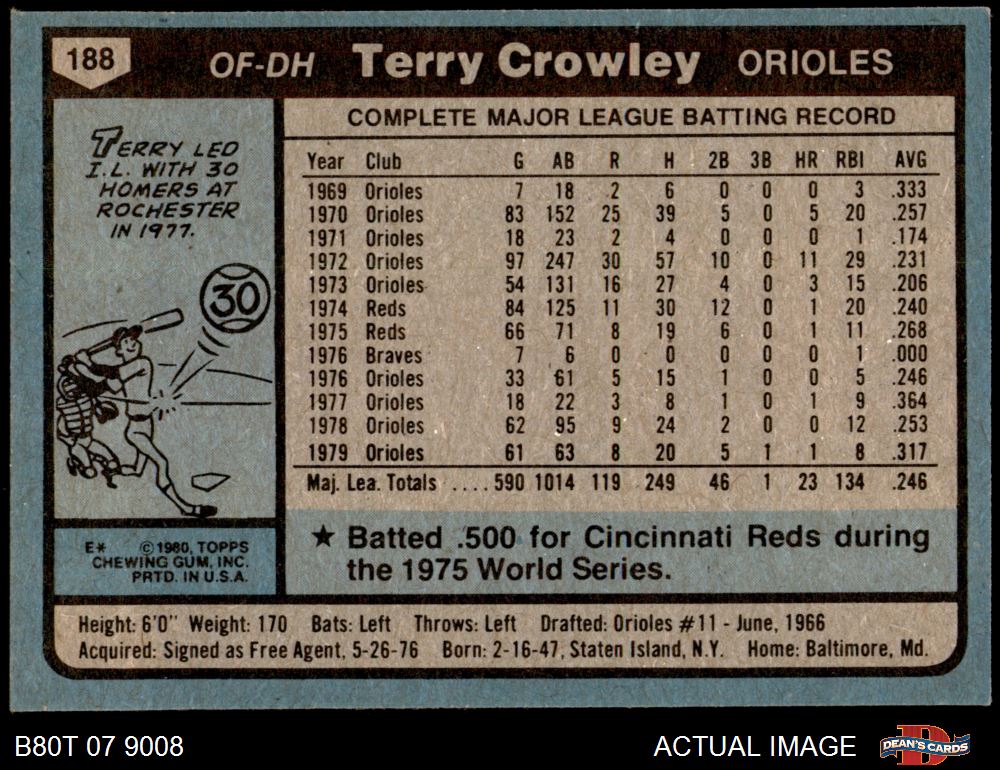 188 OF-DH Terry Crowley ORIOLES
TERRY LED
I.L. WITH 30
HOMERS AT
ROCHESTER
IN 1977.
30
E* © 1980, TOPPS
CHEWING GUM, INC.
PRTD. IN U.S.A.
COMPLETE MAJOR LEAGUE BATTING RECORD
Year Club G AB R H 2B 3B HR RBI AVG
1969 Orioles 7 18 2 6 0 0 0 3 .333
1970 Orioles 83 152 25 39 5 0 5 20 .257
1971 Orioles 18 23 2 4 0 0 0 1 .174
1972 Orioles 97 247 30 57 10 0 11 29 .231
1973 Orioles 54 131 16 27 4 0 3 15 .206
1974 Reds 84 125 11 30 12 0 1 20 .240
1975 Reds 66 71 8 19 6 0 1 11 .268
1976 Braves 7 6 0 0 0 0 0 1 .000
1976 Orioles 33 61 5 15 1 0 0 5 .246
1977 Orioles 18 22 3 8 1 0 1 9 .364
1978 Orioles 62 95 9 24 2 0 0 12 .253
1979 Orioles 61 63 8 20 5 1 1 8 .317
Maj. Lea. Totals ....590 1014 119 249 46 1 23 134 .246
★ Batted .500 for Cincinnati Reds during
the 1975 World Series.
Height: 6'0" Weight: 170 Bats: Left Throws: Left Drafted: Orioles #11 - June, 1966
Acquired: Signed as Free Agent, 5-26-76 Born: 2-16-47, Staten Island, N.Y. Home: Baltimore, Md.
B80T 07 9008 ACTUAL IMAGE D DEAN'S CARDS